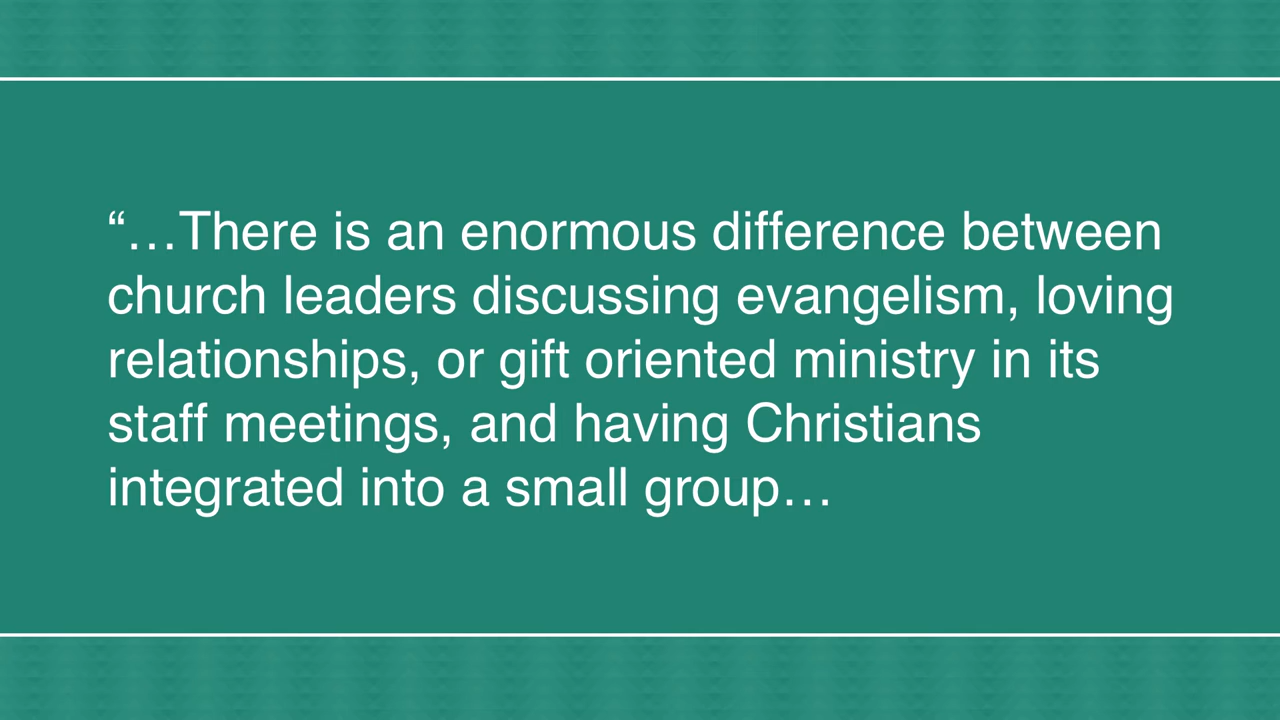 “…There is an enormous difference between
church leaders discussing evangelism, loving
relationships, or gift oriented ministry in its
staff meetings, and having Christians
integrated into a small group…